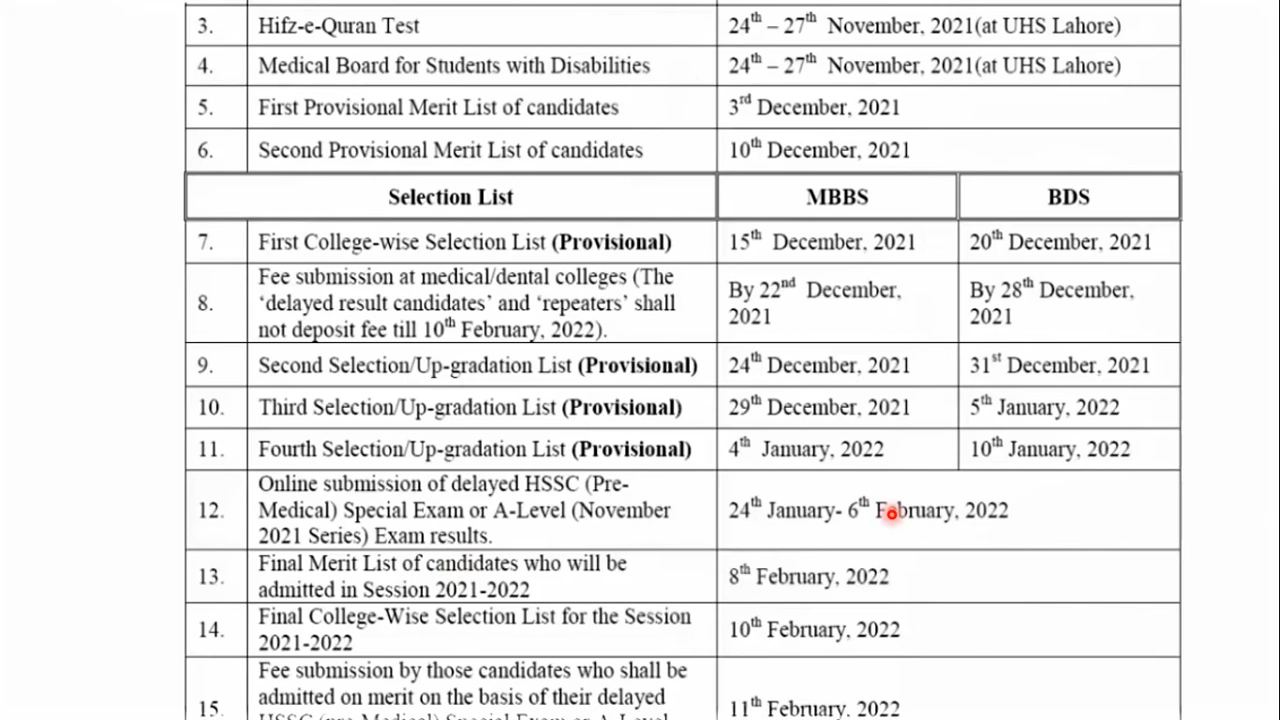 3. Hifz-e-Quran Test 24th – 27th November, 2021(at UHS Lahore)
4. Medical Board for Students with Disabilities 24th – 27th November, 2021(at UHS Lahore)
5. First Provisional Merit List of candidates 3rd December, 2021
6. Second Provisional Merit List of candidates 10th December, 2021
Selection List MBBS BDS
7. First College-wise Selection List (Provisional) 15th December, 2021 20th December, 2021
8. Fee submission at medical/dental colleges (The
'delayed result candidates' and 'repeaters' shall
not deposit fee till 10th February, 2022).
By 22nd December,
2021
By 28th December,
2021
9. Second Selection/Up-gradation List (Provisional) 24th December, 2021 31st December, 2021
10. Third Selection/Up-gradation List (Provisional) 29th December, 2021 5th January, 2022
11. Fourth Selection/Up-gradation List (Provisional) 4th January, 2022 10th January, 2022
12. Online submission of delayed HSSC (Pre-
Medical) Special Exam or A-Level (November
2021 Series) Exam results.
24th January- 6th February, 2022
13. Final Merit List of candidates who will be
admitted in Session 2021-2022
8th February, 2022
14. Final College-Wise Selection List for the Session
2021-2022
10th February, 2022
15. Fee submission by those candidates who shall be
admitted on merit on the basis of their delayed
HSSC (pre-Medical) Special Exam or A-Level
11th February, 2022